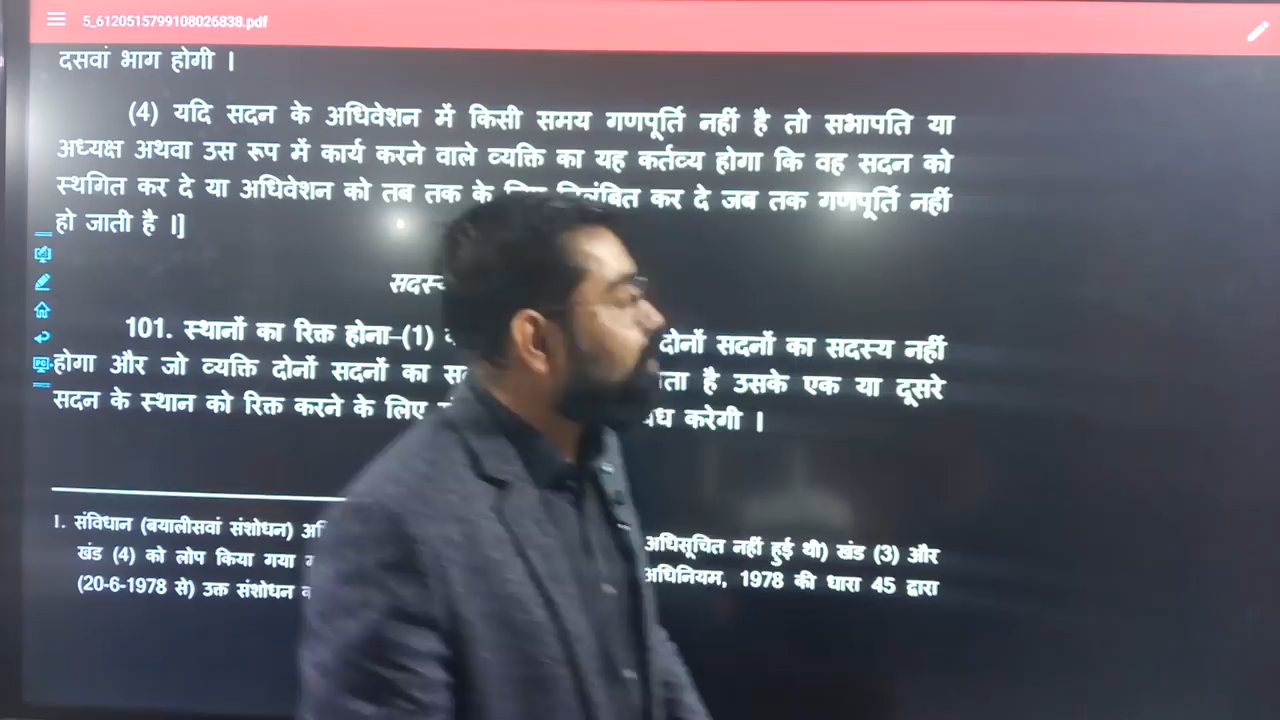 5_6120515799108026838.pdf
दसवां भाग होगी ।
(4) यदि सदन के अधिवेशन में किसी समय गणपूर्ति नहीं है तो सभापति या
अध्यक्ष अथवा उस रूप में कार्य करने वाले व्यक्ति का यह कर्तव्य होगा कि वह सदन को
स्थगित कर दे या अधिवेशन को तब तक के कर दे जब तक गणपूर्ति नहीं
हो जाती है ।]
101. स्थानों का रिक्त होना–(1) दोनों सदनों का सदस्य नहीं
होगा और जो व्यक्ति दोनों सदनों का है उसके एक या दूसरे
सदन के स्थान को रिक्त करने के लिए करेगी ।
1. संविधान (बयालीसवां संशोधन) अधिसूचित नहीं हुई थी) खंड (3) और
खंड (4) को लोप किया गया अधिनियम, 1978 की धारा 45 द्वारा
(20-6-1978 से) उक्त संशोधन